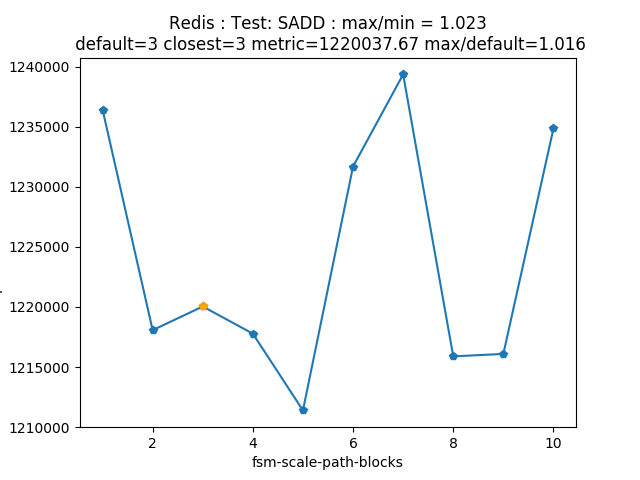 Redis : Test: SADD : max/min = 1.023
default=3 closest=3 metric=1220037.67 max/default=1.016
1240000
1235000
1230000
1225000
1220000
1215000
1210000
2 4 6 8 10
fsm-scale-path-blocks